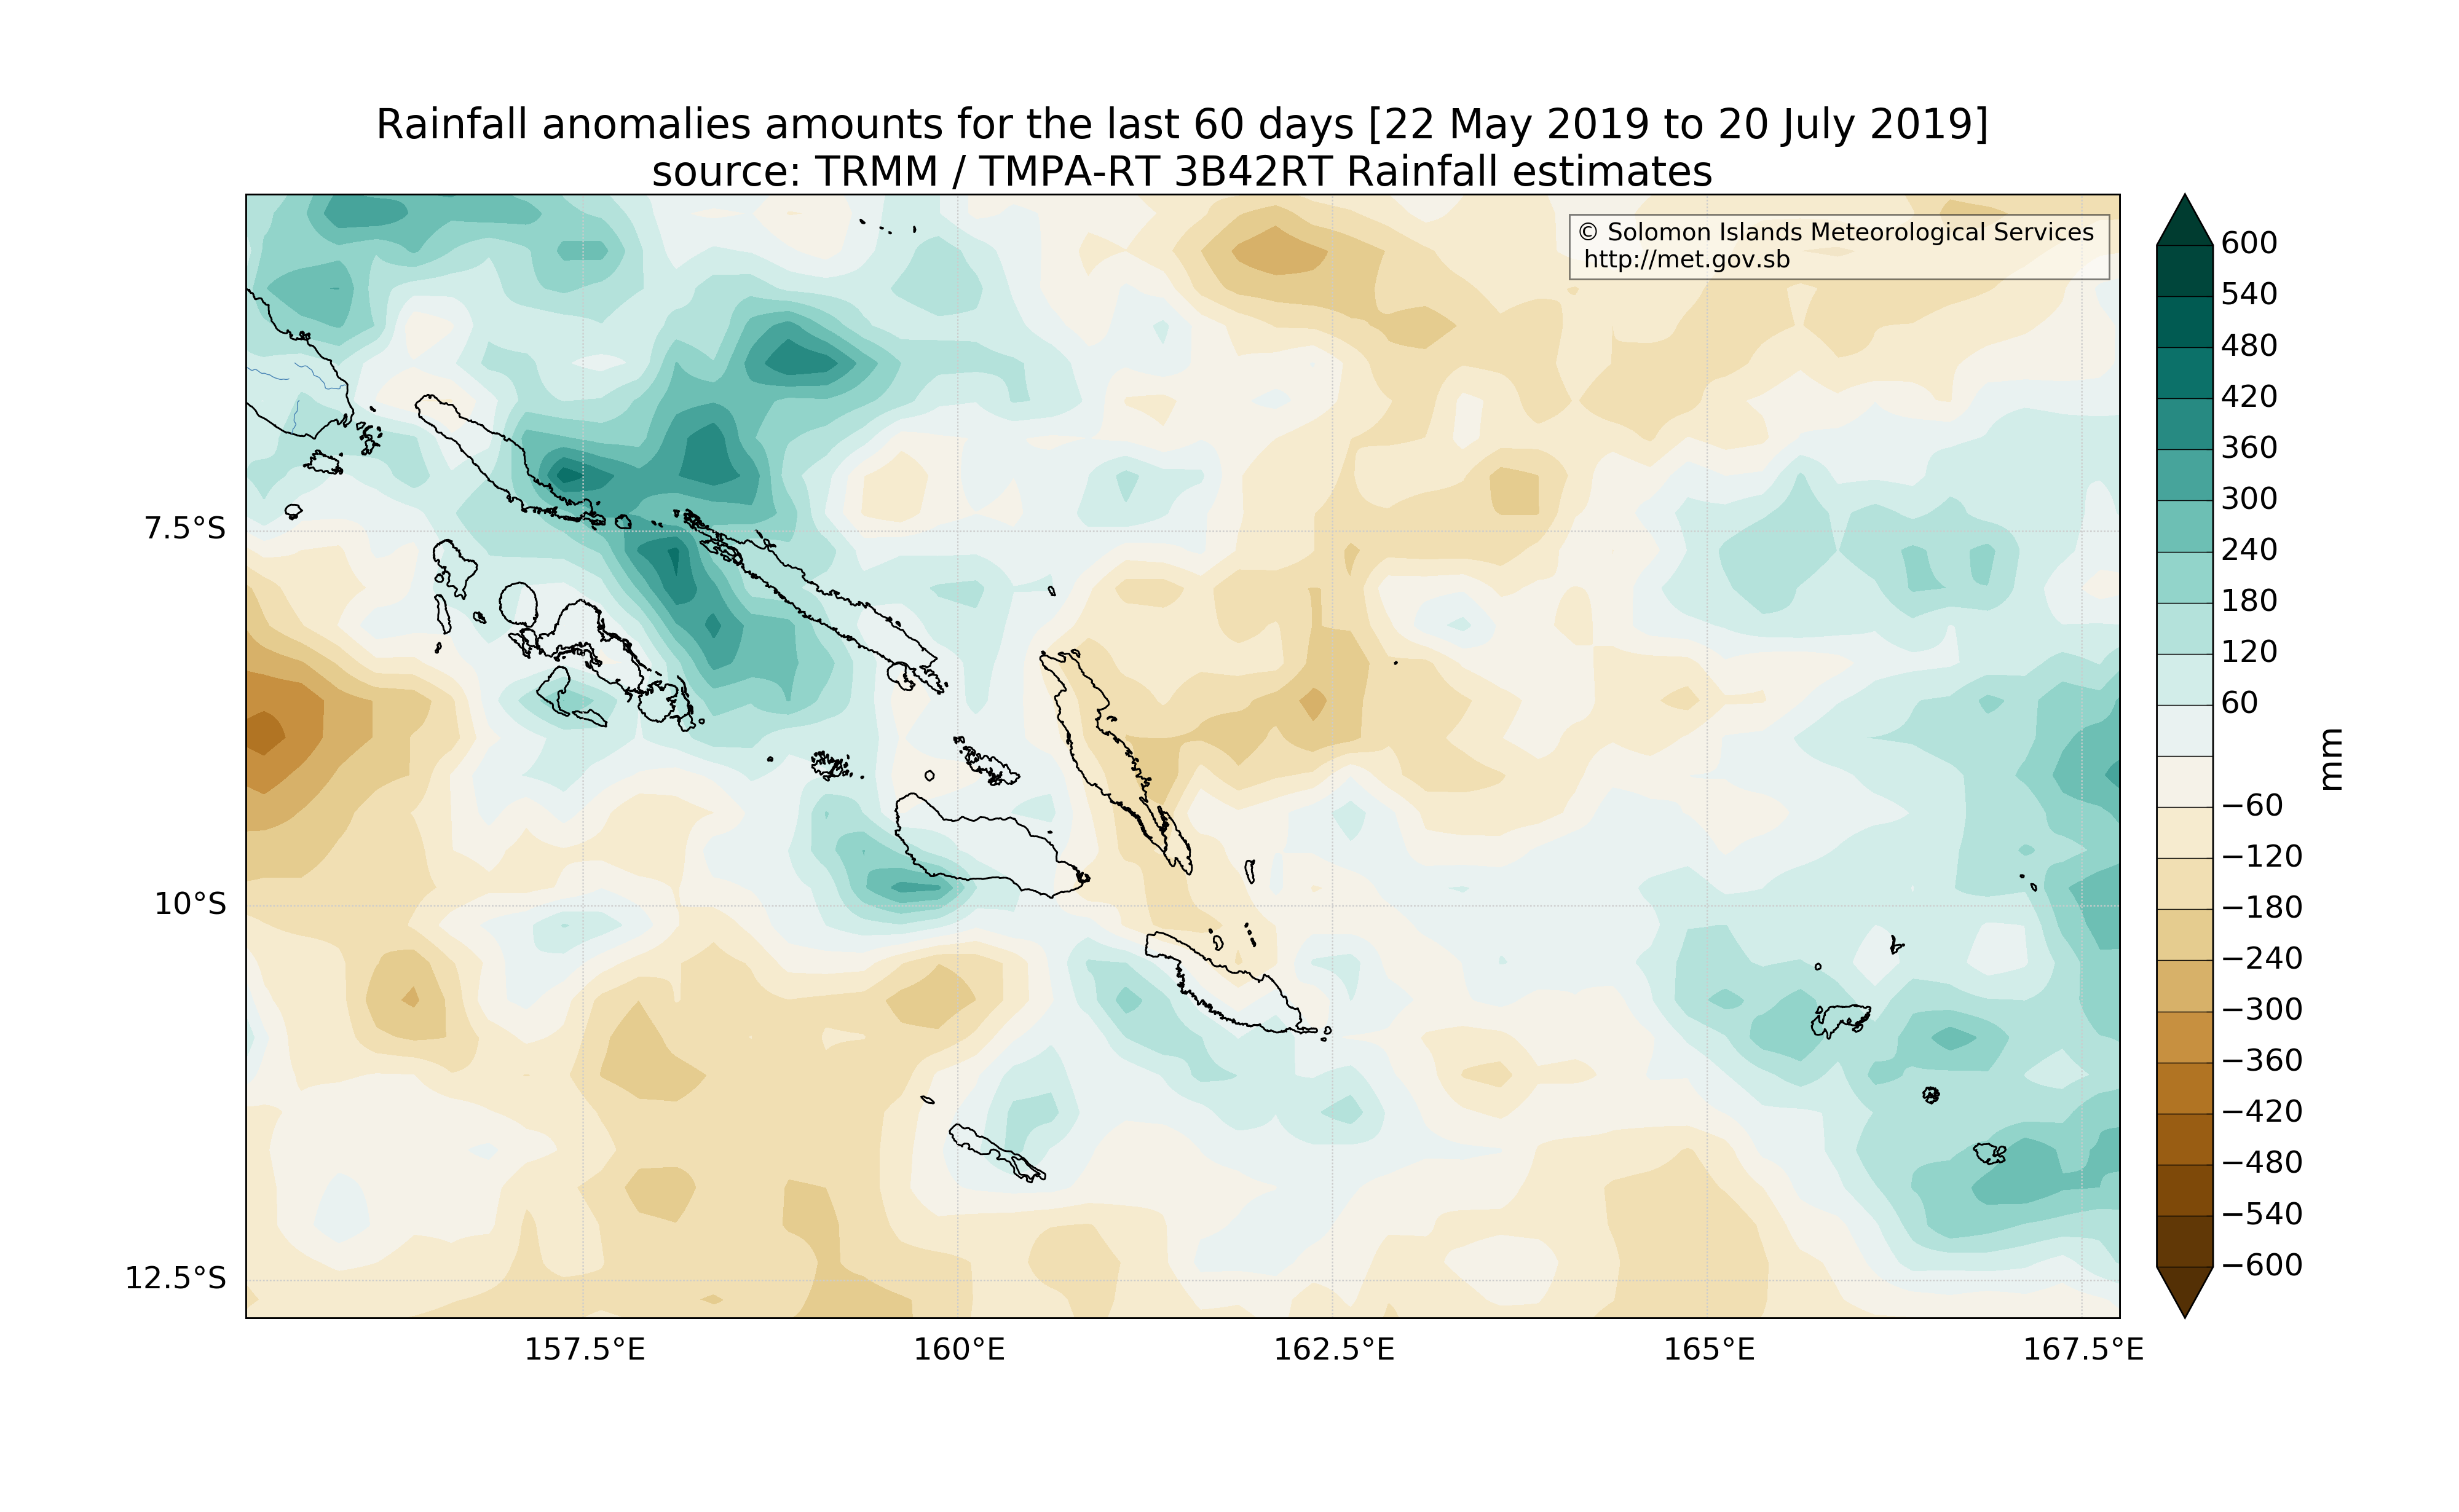 Rainfall anomalies amounts for the last 60 days [22 May 2019 to 20 July 2019]
source: TRMM / TMPA-RT 3B42RT Rainfall estimates
© Solomon Islands Meteorological Services
http://met.gov.sb
7.5°S
10°S
12.5°S
157.5°E
160°E
162.5°E
165°E
167.5°E
600
540
480
420
360
300
240
180
120
60
−60
−120
−180
−240
−300
−360
−420
−480
−540
−600
mm